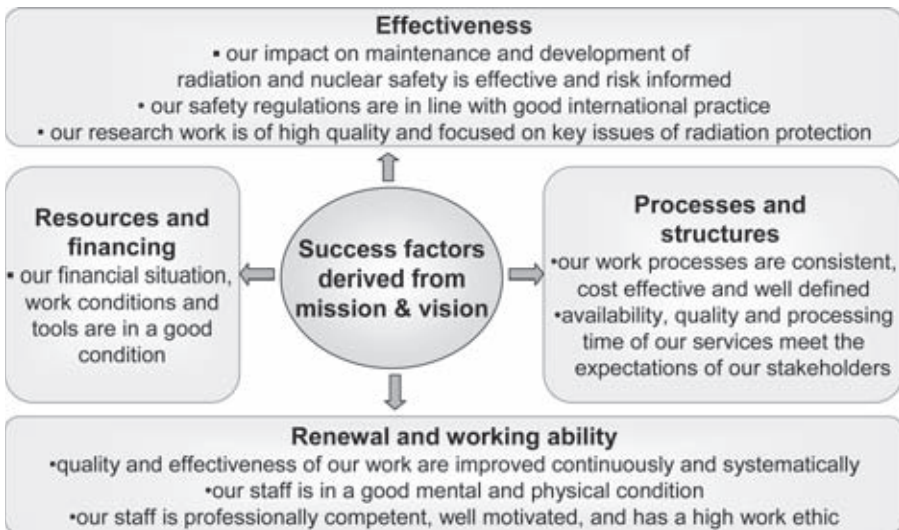 Effectiveness
▪ our impact on maintenance and development of
radiation and nuclear safety is effective and risk informed
• our safety regulations are in line with good international practice
• our research work is of high quality and focused on key issues of radiation protection
Resources and
financing
▪ our financial situation,
work conditions and
tools are in a good
condition
Success factors
derived from
mission & vision
Processes and
structures
•our work processes are consistent,
cost effective and well defined
•availability, quality and processing
time of our services meet the
expectations of our stakeholders
Renewal and working ability
•quality and effectiveness of our work are improved continuously and systematically
•our staff is in a good mental and physical condition
•our staff is professionally competent, well motivated, and has a high work ethic